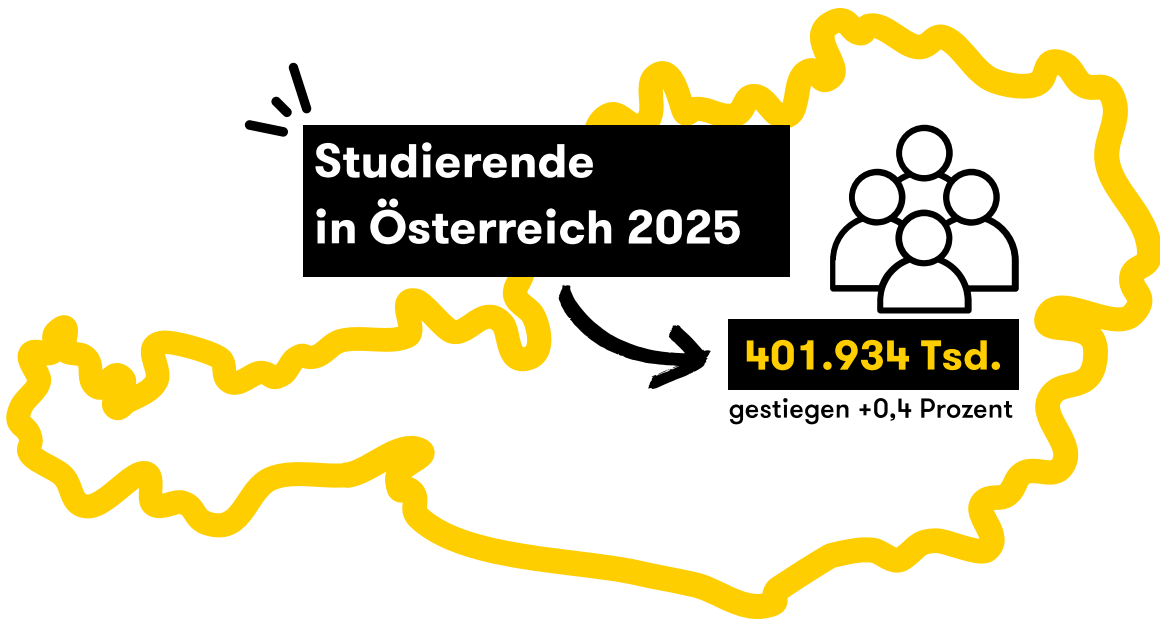 Studierende
in Österreich 2025
401.934 Tsd.
gestiegen +0,4 Prozent